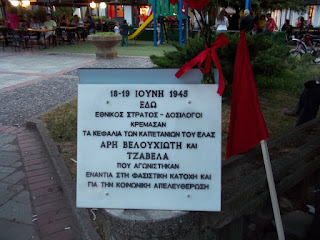 18-19 ΙΟΥΝΗ 1945
ΕΔΩ
ΕΘΝΙΚΟΣ ΣΤΡΑΤΟΣ - ΔΟΣΙΛΟΓΟΙ
ΚΡΕΜΑΣΑΝ
ΤΑ ΚΕΦΑΛΙΑ ΤΩΝ ΚΑΠΕΤΑΝΙΩΝ ΤΟΥ ΕΛΑΣ
ΑΡΗ ΒΕΛΟΥΧΙΩΤΗ ΚΑΙ
ΤΖΑΒΕΛΑ
ΠΟΥ ΑΓΩΝΙΣΤΗΚΑΝ
ΕΝΑΝΤΙΑ ΣΤΗ ΦΑΣΙΣΤΙΚΗ ΚΑΤΟΧΗ ΚΑΙ
ΓΙΑ ΤΗΝ ΚΟΙΝΩΝΙΚΗ ΑΠΕΛΕΥΘΕΡΩΣΗ